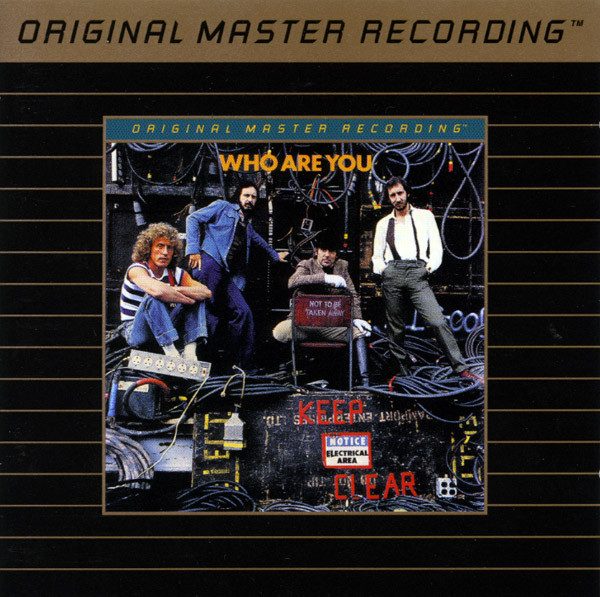 ORIGINAL MASTER RECORDING™
ORIGINAL MASTER RECORDING™
WHO ARE YOU
NOT TO BE
TAKEN AWAY
KEEP
NOTICE
ELECTRICAL
AREA
CLEAR